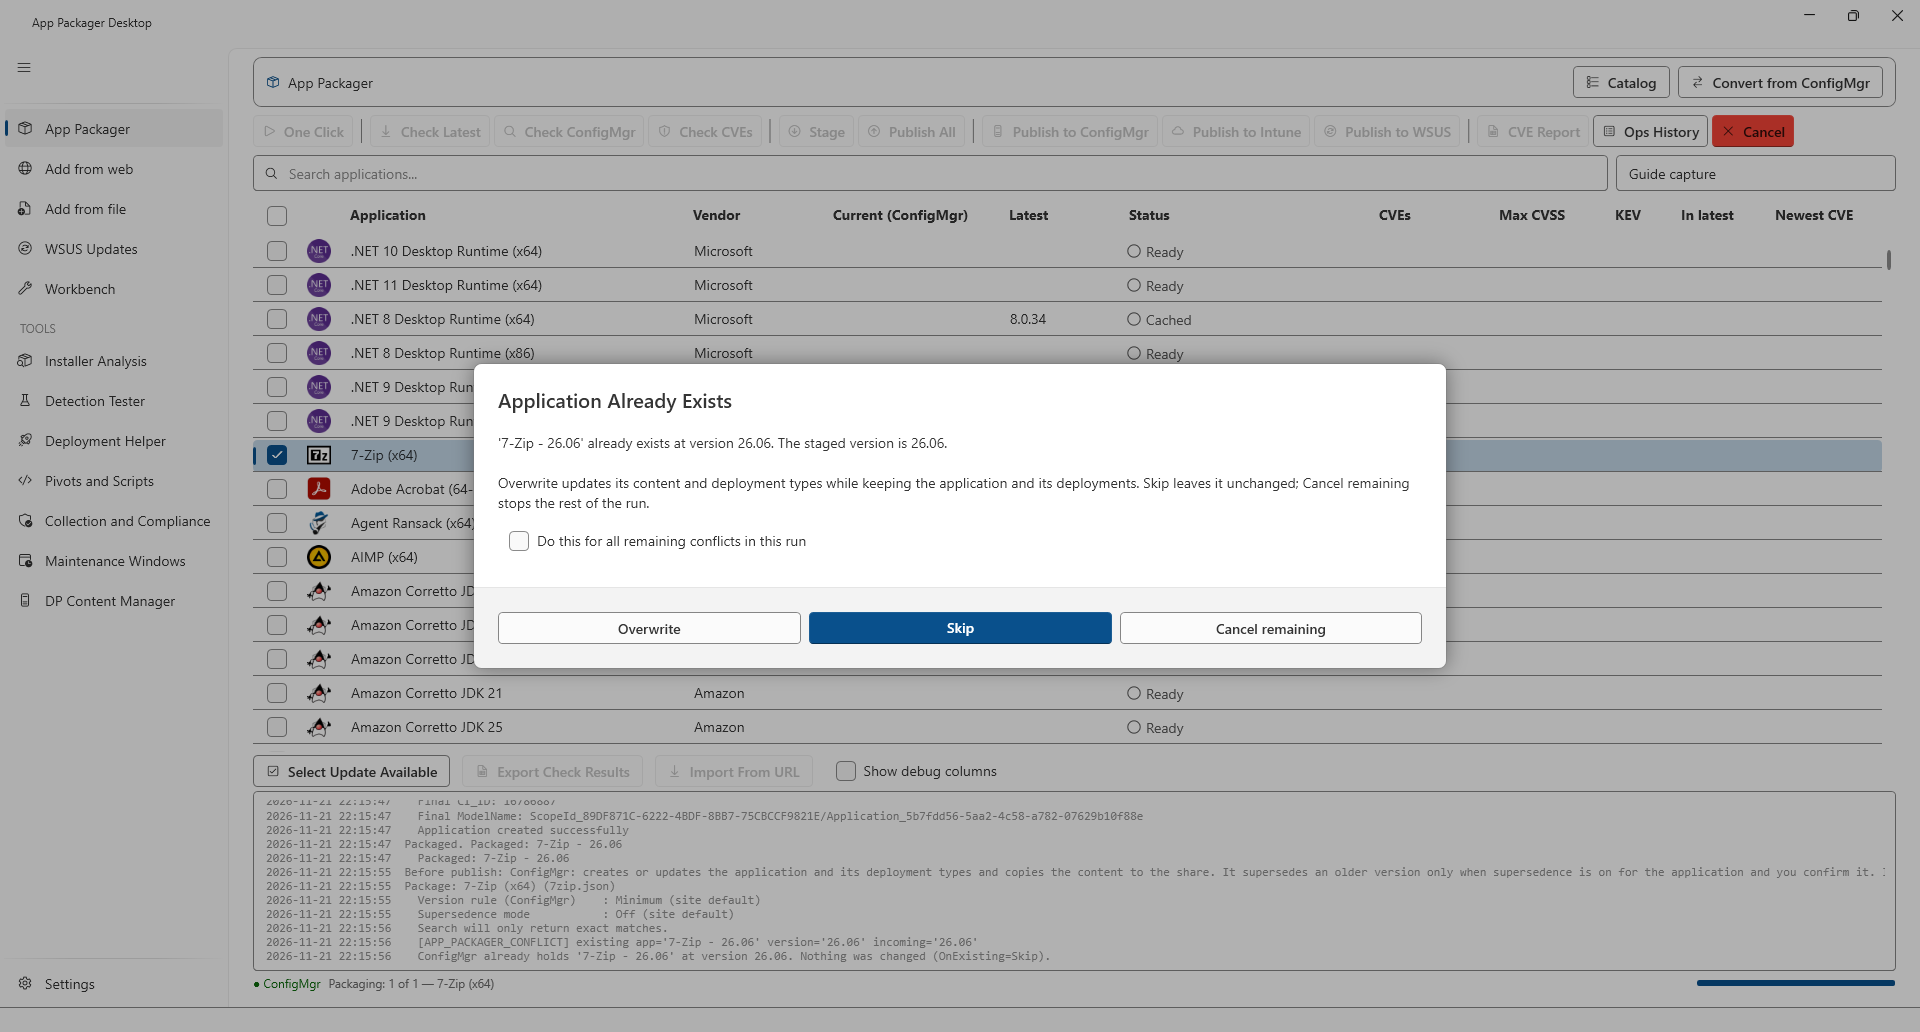 App Packager Desktop
App Packager
Catalog
Convert from ConfigMgr
App Packager
Add from web
Add from file
WSUS Updates
Workbench
TOOLS
Installer Analysis
Detection Tester
Deployment Helper
Pivots and Scripts
Collection and Compliance
Maintenance Windows
DP Content Manager
Settings
One Click
Check Latest
Check ConfigMgr
Check CVEs
Stage
Publish All
Publish to ConfigMgr
Publish to Intune
Publish to WSUS
CVE Report
Ops History
Cancel
Search applications...
Guide capture
Application Vendor Current (ConfigMgr) Latest Status CVEs Max CVSS KEV In latest Newest CVE
.NET 10 Desktop Runtime (x64) Microsoft Ready
.NET 11 Desktop Runtime (x64) Microsoft Ready
.NET 8 Desktop Runtime (x64) Microsoft 8.0.34 Cached
.NET 8 Desktop Runtime (x86) Microsoft Ready
.NET 9 Desktop Run
.NET 9 Desktop Run
7-Zip (x64)
Adobe Acrobat (64-
Agent Ransack (x64)
AIMP (x64)
Amazon Corretto JD
Amazon Corretto JD
Amazon Corretto JD
Amazon Corretto JDK 21 Amazon Ready
Amazon Corretto JDK 25 Amazon Ready
Application Already Exists
'7-Zip - 26.06' already exists at version 26.06. The staged version is 26.06.
Overwrite updates its content and deployment types while keeping the application and its deployments. Skip leaves it unchanged; Cancel remaining
stops the rest of the run.
Do this for all remaining conflicts in this run
Overwrite
Skip
Cancel remaining
Select Update Available
Export Check Results
Import From URL
Show debug columns
2026-11-21 22:15:47 Final CI_ID: 16786887
2026-11-21 22:15:47 Final ModelName: ScopeId_89DF871C-6222-4BDF-8BB7-75CBCCF9821E/Application_5b7fdd56-5aa2-4c58-a782-07629b10f88e
2026-11-21 22:15:47 Application created successfully
2026-11-21 22:15:47 Packaged. Packaged: 7-Zip - 26.06
2026-11-21 22:15:47 Packaged: 7-Zip - 26.06
2026-11-21 22:15:55 Before publish: ConfigMgr: creates or updates the application and its deployment types and copies the content to the share. It supersedes an older version only when supersedence is on for the application and you confirm it.
2026-11-21 22:15:55 Package: 7-Zip (x64) (7zip.json)
2026-11-21 22:15:55 Version rule (ConfigMgr) : Minimum (site default)
2026-11-21 22:15:55 Supersedence mode : Off (site default)
2026-11-21 22:15:56 Search will only return exact matches.
2026-11-21 22:15:56 [APP_PACKAGER_CONFLICT] existing app='7-Zip - 26.06' version='26.06' incoming='26.06'
2026-11-21 22:15:56 ConfigMgr already holds '7-Zip - 26.06' at version 26.06. Nothing was changed (OnExisting=Skip).
ConfigMgr Packaging: 1 of 1 — 7-Zip (x64)